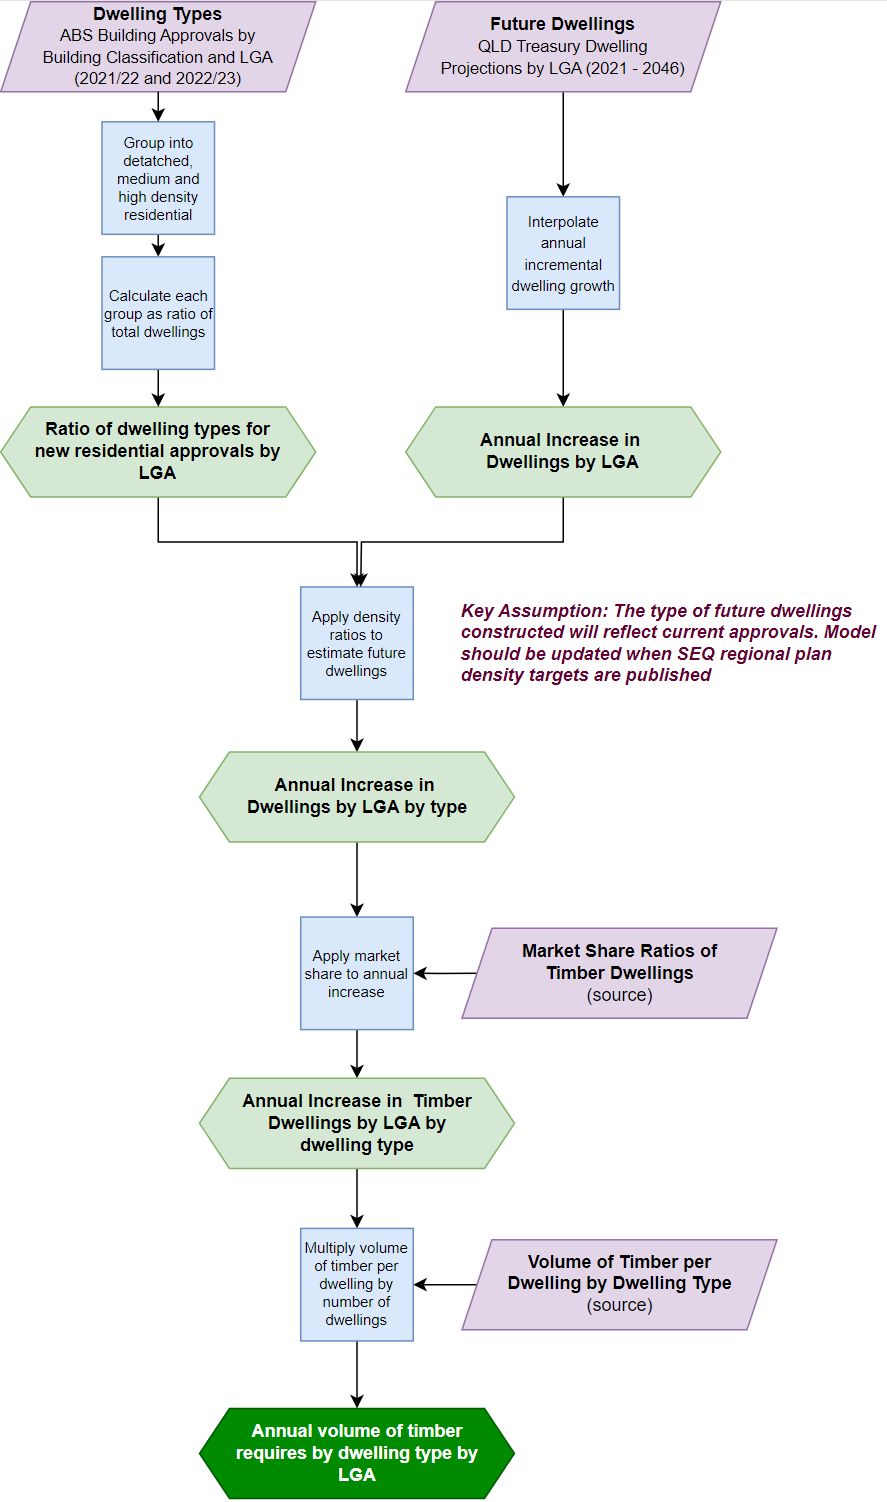 Dwelling Types
ABS Building Approvals by
Building Classification and LGA
(2021/22 and 2022/23)
Future Dwellings
QLD Treasury Dwelling
Projections by LGA (2021 - 2046)
Group into
detatched,
medium and
high density
residential
Interpolate
annual
incremental
dwelling growth
Calculate each
group as ratio of
total dwellings
Ratio of dwelling types for
new residential approvals by
LGA
Annual Increase in
Dwellings by LGA
Apply density
ratios to
estimate future
dwellings
Key Assumption: The type of future dwellings
constructed will reflect current approvals. Model
should be updated when SEQ regional plan
density targets are published
Annual Increase in
Dwellings by LGA by type
Apply market
share to annual
increase
Market Share Ratios of
Timber Dwellings
(source)
Annual Increase in  Timber
Dwellings by LGA by
dwelling type
Multiply volume
of timber per
dwelling by
number of
dwellings
Volume of Timber per
Dwelling by Dwelling Type
(source)
Annual volume of timber
requires by dwelling type by
LGA